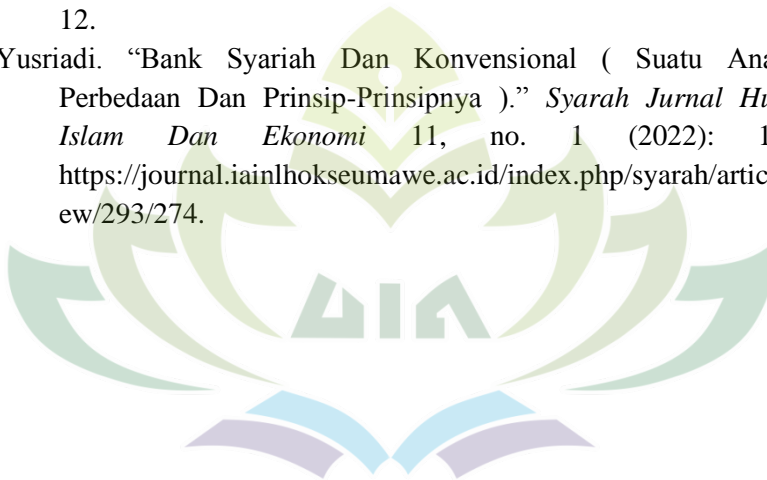 12.
Yusriadi. “Bank Syariah Dan Konvensional ( Suatu Ana
Perbedaan Dan Prinsip-Prinsipnya ).” Syarah Jurnal Hu
Islam Dan Ekonomi 11, no. 1 (2022): 1
https://journal.iainlhokseumawe.ac.id/index.php/syarah/artic
ew/293/274.
UIN